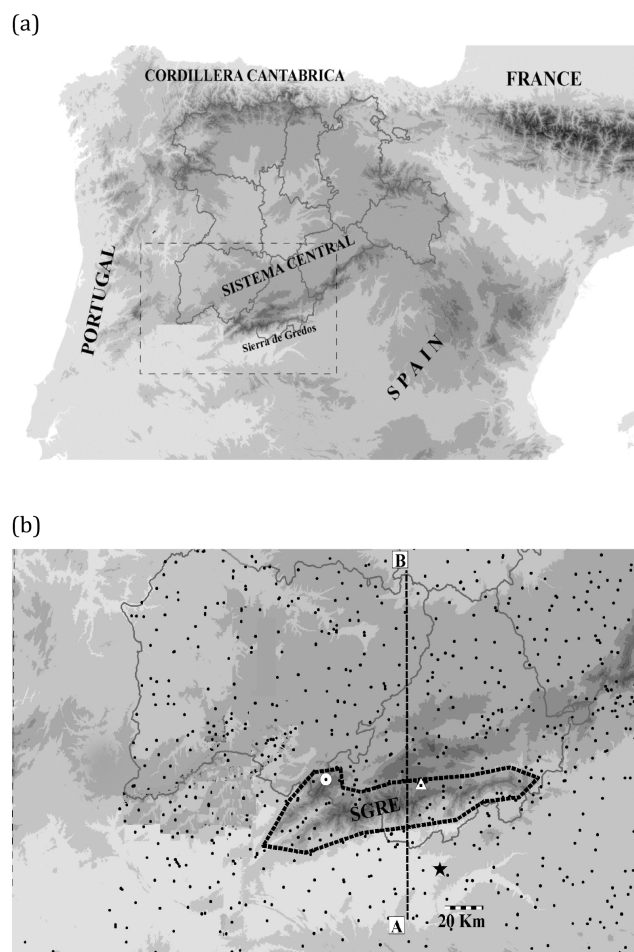 (a)
CORDILLERA CANTABRICA
FRANCE
PORTUGAL
SISTEMA CENTRAL
Sierra de Gredos
SPAIN
(b)
B
SGRE
A
20 Km